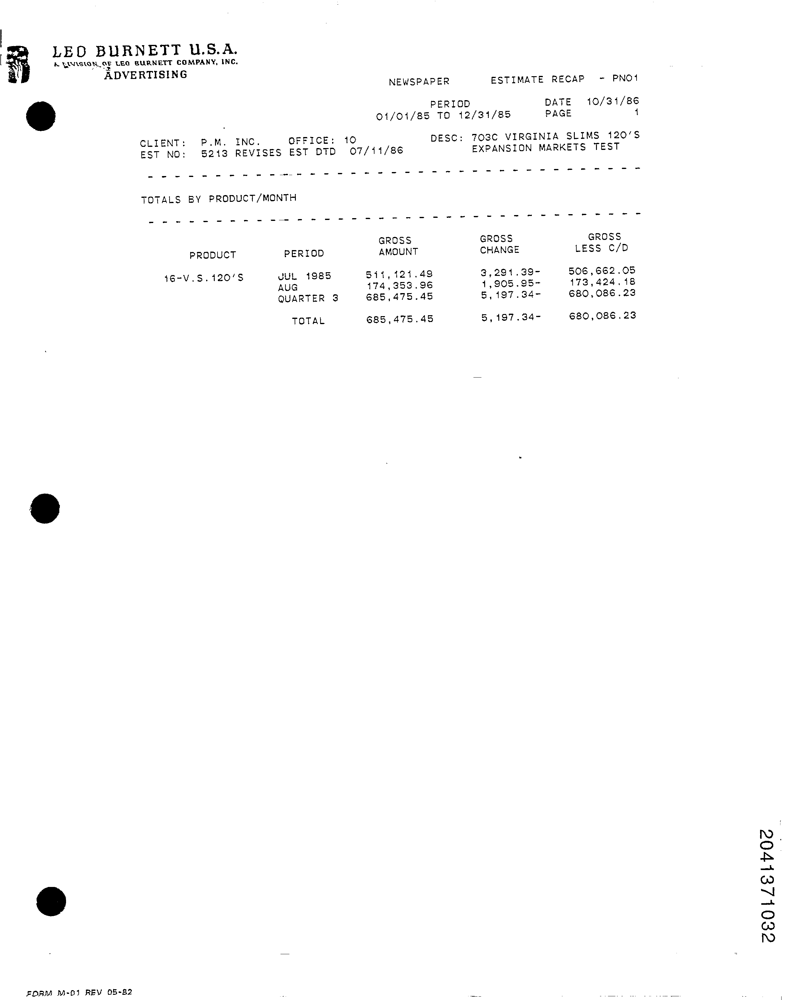 LEO BURNETT U.S.A.
A DIVISION OF LEO BURNETT COMPANY, INC.
ADVERTISING
NEWSPAPER ESTIMATE RECAP - PN01
PERIOD DATE 10/31/86
01/01/85 TO 12/31/85 PAGE 1
CLIENT: P.M. INC. OFFICE: 10 DESC: 703C VIRGINIA SLIMS 120'S
EST NO: 5213 REVISES EST DTD 07/11/86 EXPANSION MARKETS TEST
TOTALS BY PRODUCT/MONTH
GROSS GROSS GROSS
PRODUCT PERIOD AMOUNT CHANGE LESS C/D
16-V.S.120'S JUL 1985 511,121.49 3,291.39- 506,662.05
AUG 174,353.96 1,905.95- 173,424.18
QUARTER 3 685,475.45 5,197.34- 680,086.23
TOTAL 685,475.45 5,197.34- 680,086.23
2041371032
FORM M-01 REV 05-82